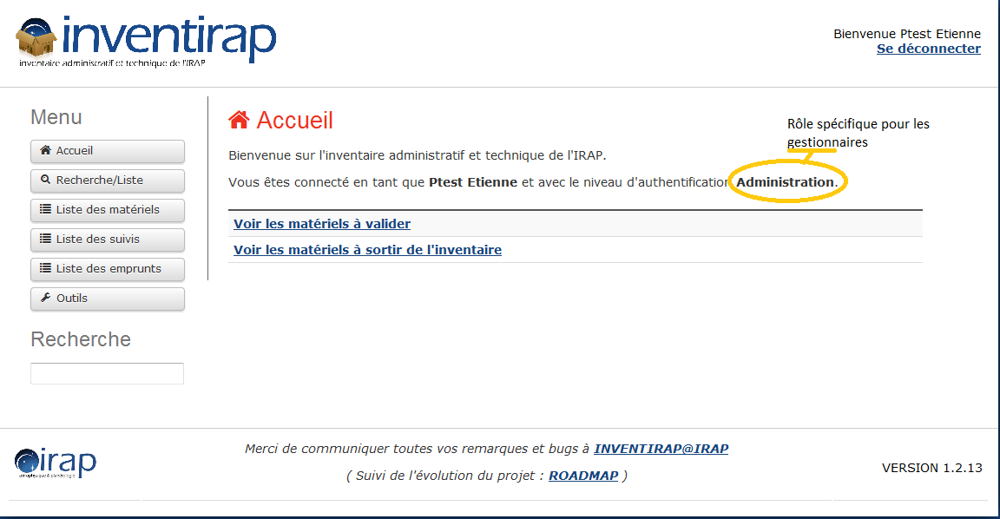 inventirap
inventaire administratif et technique de l'IRAP
Bienvenue Ptest Etienne
Se déconnecter
Menu
Accueil
Recherche/Liste
Liste des matériels
Liste des suivis
Liste des emprunts
Outils
Recherche
Accueil
Rôle spécifique pour les
gestionnaires
Bienvenue sur l'inventaire administratif et technique de l'IRAP.
Vous êtes connecté en tant que Ptest Etienne et avec le niveau d'authentification Administration.
Voir les matériels à valider
Voir les matériels à sortir de l'inventaire
irap
astrophysique & planétologie
Merci de communiquer toutes vos remarques et bugs à INVENTIRAP@IRAP
( Suivi de l'évolution du projet : ROADMAP )
VERSION 1.2.13